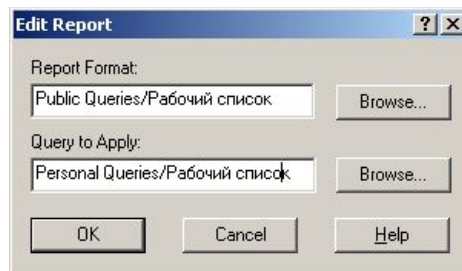 Edit Report
Report Format:
Public Queries/Рабочий список
Browse...
Query to Apply:
Personal Queries/Рабочий список
Browse...
OK
Cancel
Help